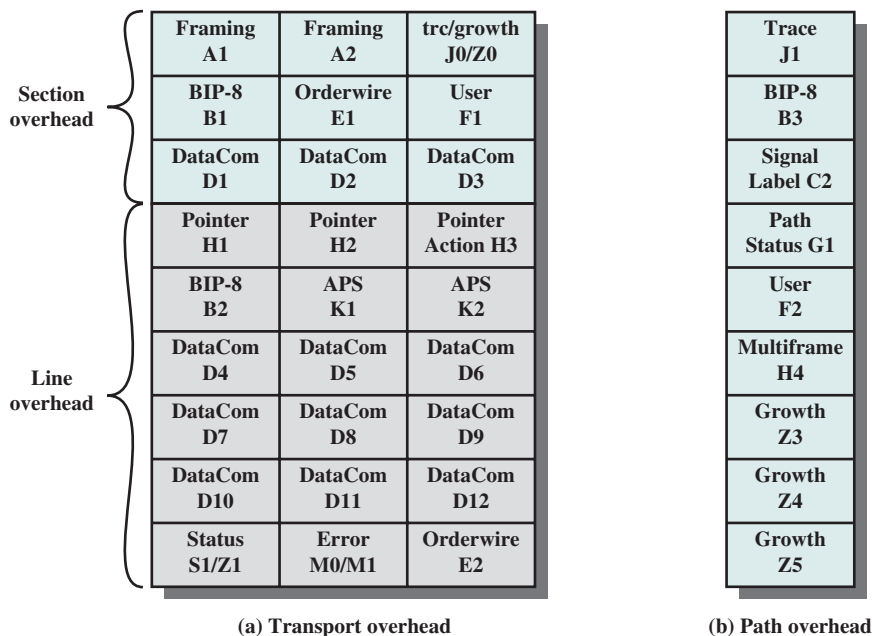 Section
overhead
Framing
A1
Framing
A2
trc/growth
J0/Z0
BIP-8
B1
Orderwire
E1
User
F1
DataCom
D1
DataCom
D2
DataCom
D3
Line
overhead
Pointer
H1
Pointer
H2
Pointer
Action H3
BIP-8
B2
APS
K1
APS
K2
DataCom
D4
DataCom
D5
DataCom
D6
DataCom
D7
DataCom
D8
DataCom
D9
DataCom
D10
DataCom
D11
DataCom
D12
Status
S1/Z1
Error
M0/M1
Orderwire
E2
(a) Transport overhead
Trace
J1
BIP-8
B3
Signal
Label C2
Path
Status G1
User
F2
Multiframe
H4
Growth
Z3
Growth
Z4
Growth
Z5
(b) Path overhead